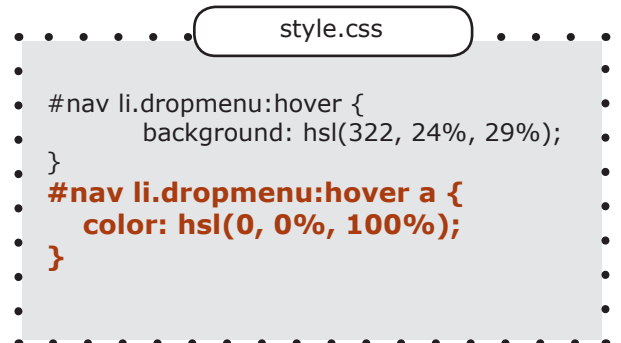 style.css
#nav li.dropmenu:hover {
background: hsl(322, 24%, 29%);
}
#nav li.dropmenu:hover a {
color: hsl(0, 0%, 100%);
}